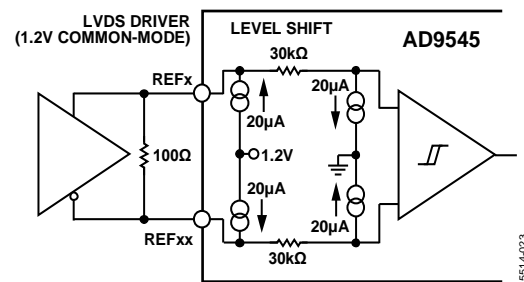 LVDS DRIVER
(1.2V COMMON-MODE)
LEVEL SHIFT
AD9545
30kΩ
REFx
20µA
20µA
100Ω
1.2V
20µA
20µA
REFxx
30kΩ